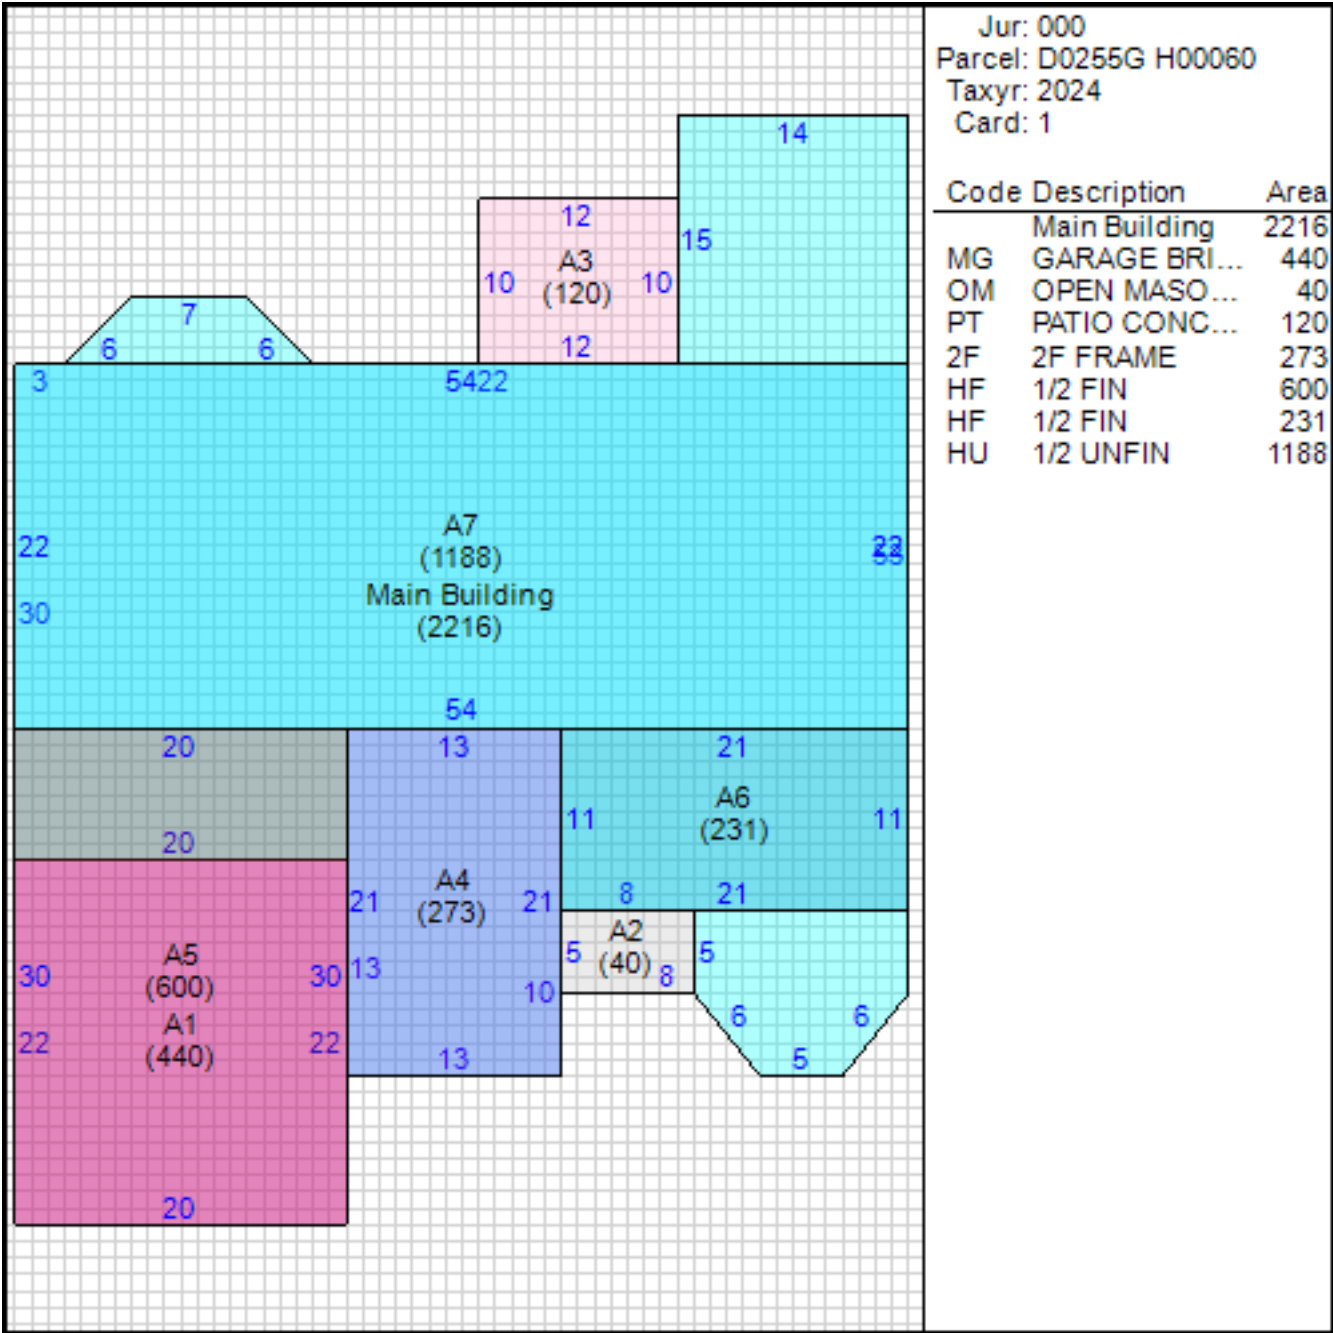 Jur: 000
Parcel: D0255G H00060
Taxyr: 2024
Card: 1
Code Description Area
Main Building 2216
MG GARAGE BRI... 440
OM OPEN MASO... 40
PT PATIO CONC... 120
2F 2F FRAME 273
HF 1/2 FIN 600
HF 1/2 FIN 231
HU 1/2 UNFIN 1188
14
12
15
A3
10 10
(120)
7
6 6
12
3 5422
A7
22
(1188)
Main Building
30
(2216)
54
20 13 21
A6
11 11
(231)
20
A4
8 21
21 21
(273)
A2
5 5
(40)
A5
30 30 13 8
(600)
10
A1
6 6
22 22
(440)
13 5
20